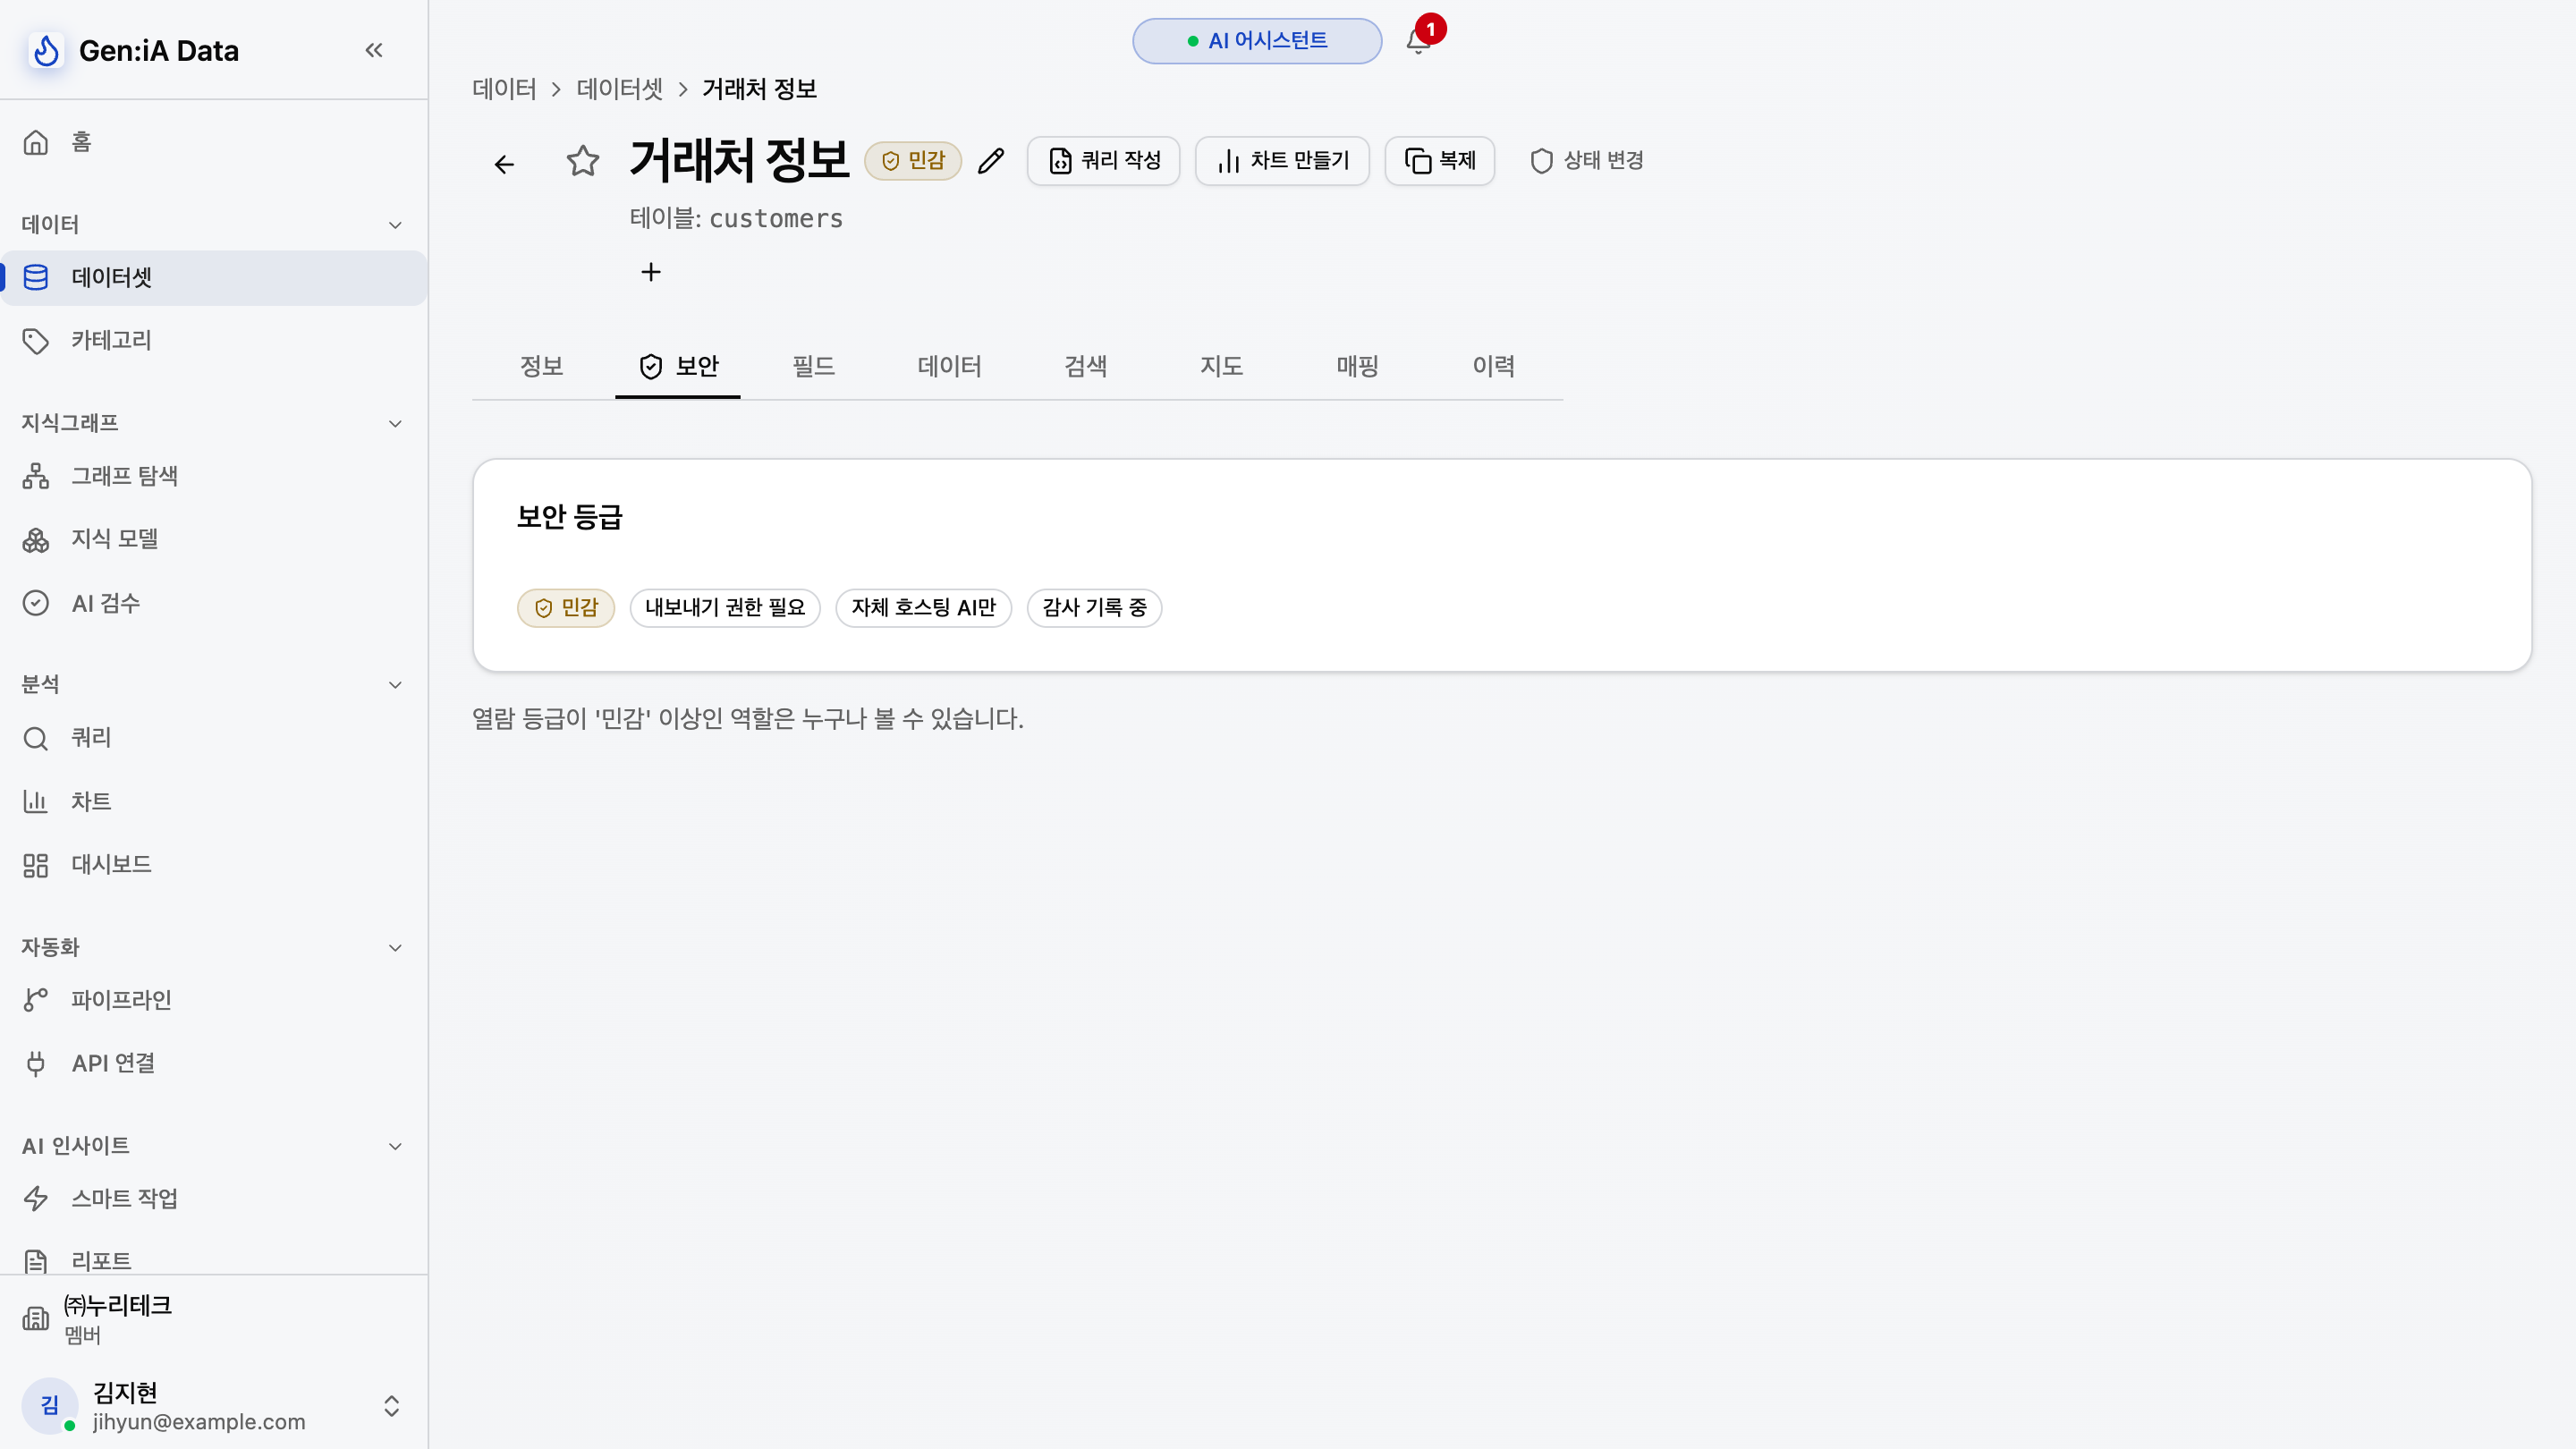 Gen:iA Data
홈
데이터
데이터셋
카테고리
지식그래프
그래프 탐색
지식 모델
AI 검수
분석
쿼리
차트
대시보드
자동화
파이프라인
API 연결
AI 인사이트
스마트 작업
리포트
㈜누리테크
멤버
김
김지현
jihyun@example.com
AI 어시스턴트
1
데이터 > 데이터셋 > 거래처 정보
거래처 정보 민감 쿼리 작성 차트 만들기 복제 상태 변경
테이블: customers
정보 보안 필드 데이터 검색 지도 매핑 이력
보안 등급
민감 내보내기 권한 필요 자체 호스팅 AI만 감사 기록 중
열람 등급이 '민감' 이상인 역할은 누구나 볼 수 있습니다.